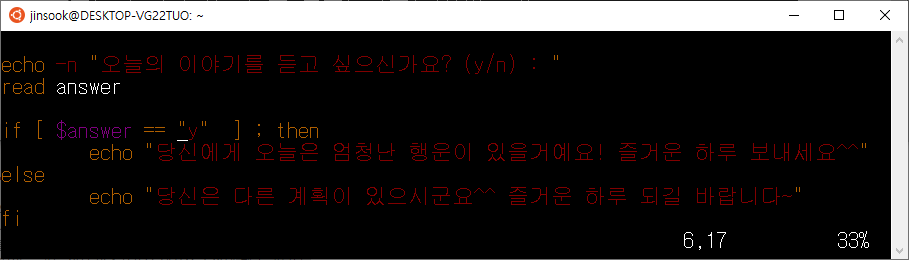 jinsook@DESKTOP-VG22TUO: ~
echo -n "오늘의 이야기를 듣고 싶으신가요? (y/n) : "
read answer
if [ $answer == "y"  ] ; then
        echo "당신에게 오늘은 엄청난 행운이 있을거예요! 즐거운 하루 보내세요^^"
else
        echo "당신은 다른 계획이 있으시군요^^ 줄거운 하루 되길 바랍니다~"
fi
6,17          33%